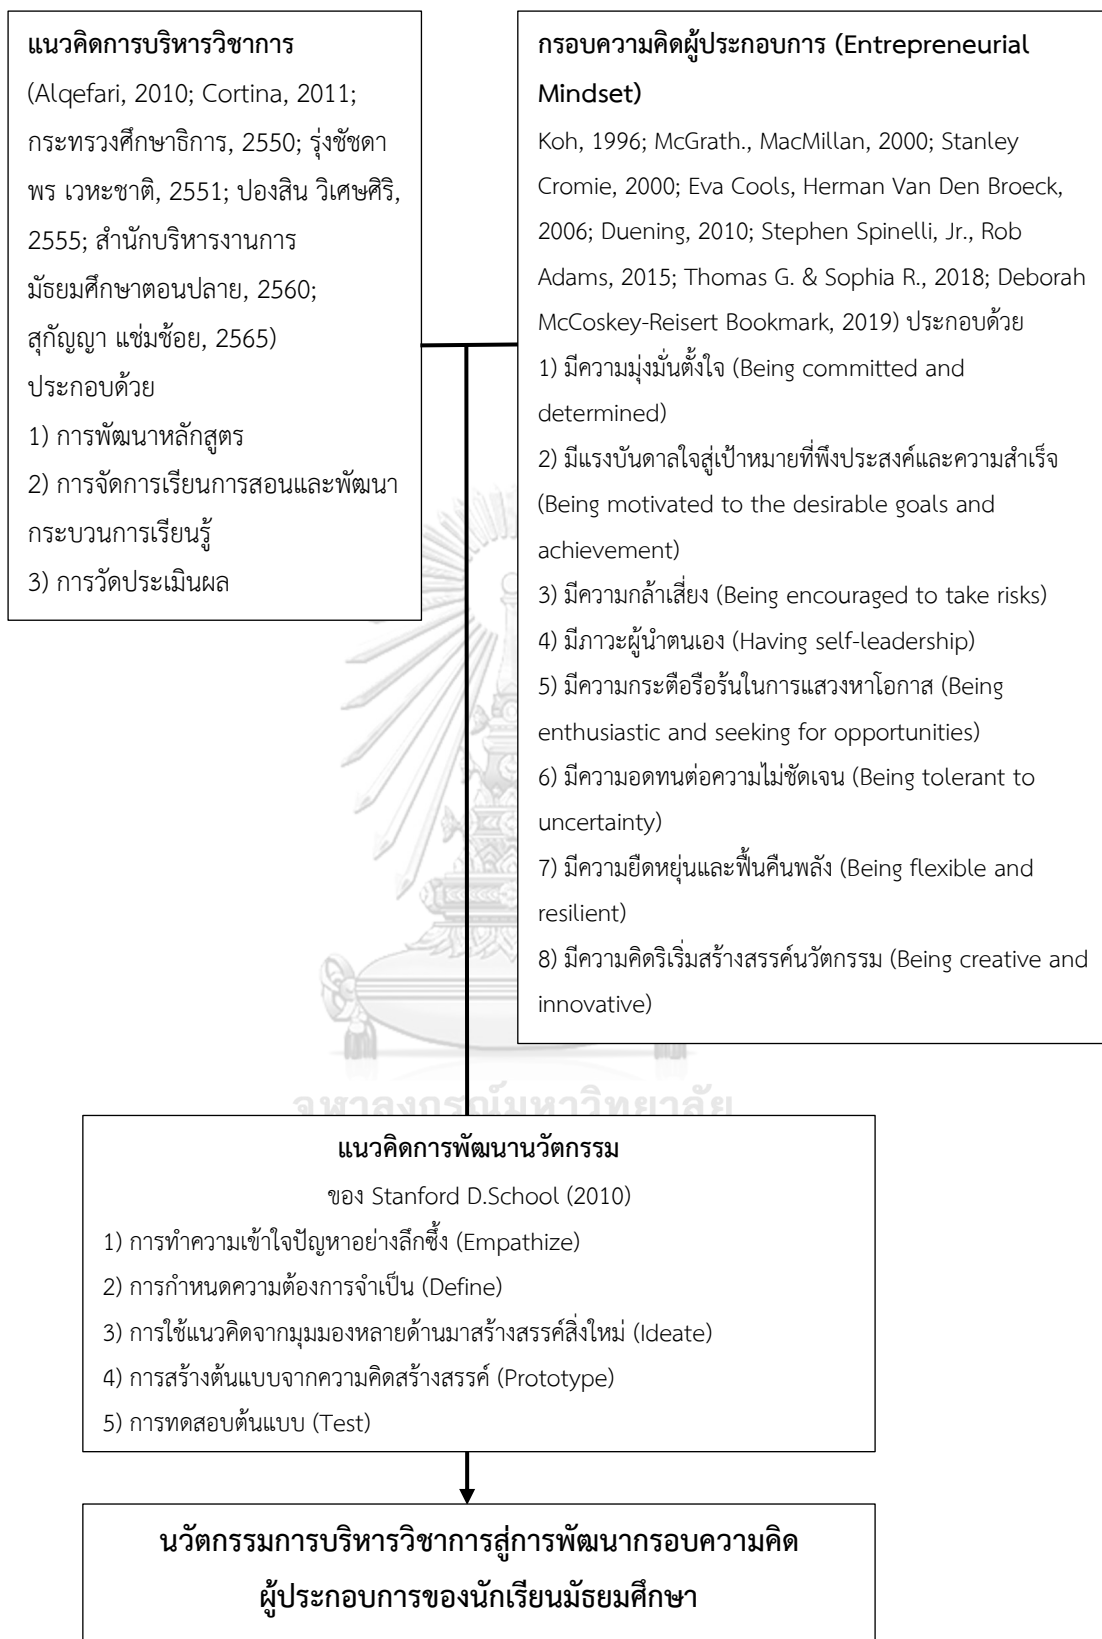 แนวคิดการบริหารวิชาการ
(Alqefari, 2010; Cortina, 2011;
กระทรวงศึกษาธิการ, 2550; รุ่งชัชดา
พร เวหะชาติ, 2551; ปองสิน วิเศษศิริ,
2555; สำนักบริหารงานการ
มัธยมศึกษาตอนปลาย, 2560;
สุกัญญา แช่มช้อย, 2565)
ประกอบด้วย
1) การพัฒนาหลักสูตร
2) การจัดการเรียนการสอนและพัฒนา
กระบวนการเรียนรู้
3) การวัดประเมินผล
กรอบความคิดผู้ประกอบการ (Entrepreneurial
Mindset)
Koh, 1996; McGrath., MacMillan, 2000; Stanley
Cromie, 2000; Eva Cools, Herman Van Den Broeck,
2006; Duening, 2010; Stephen Spinelli, Jr., Rob
Adams, 2015; Thomas G. & Sophia R., 2018; Deborah
McCoskey-Reisert Bookmark, 2019) ประกอบด้วย
1) มีความมุ่งมั่นตั้งใจ (Being committed and
determined)
2) มีแรงบันดาลใจสู่เป้าหมายที่พึงประสงค์และความสำเร็จ
(Being motivated to the desirable goals and
achievement)
3) มีความกล้าเสี่ยง (Being encouraged to take risks)
4) มีภาวะผู้นำตนเอง (Having self-leadership)
5) มีความกระตือรือร้นในการแสวงหาโอกาส (Being
enthusiastic and seeking for opportunities)
6) มีความอดทนต่อความไม่ชัดเจน (Being tolerant to
uncertainty)
7) มีความยืดหยุ่นและฟื้นคืนพลัง (Being flexible and
resilient)
8) มีความคิดริเริ่มสร้างสรรค์นวัตกรรม (Being creative and
innovative)
จุฬาลงกรณ์มหาวิทยาลัย
แนวคิดการพัฒนานวัตกรรม
ของ Stanford D.School (2010)
1) การทำความเข้าใจปัญหาอย่างลึกซึ้ง (Empathize)
2) การกำหนดความต้องการจำเป็น (Define)
3) การใช้แนวคิดจากมุมมองหลายด้านมาสร้างสรรค์สิ่งใหม่ (Ideate)
4) การสร้างต้นแบบจากความคิดสร้างสรรค์ (Prototype)
5) การทดสอบต้นแบบ (Test)
นวัตกรรมการบริหารวิชาการสู่การพัฒนากรอบความคิด
ผู้ประกอบการของนักเรียนมัธยมศึกษา